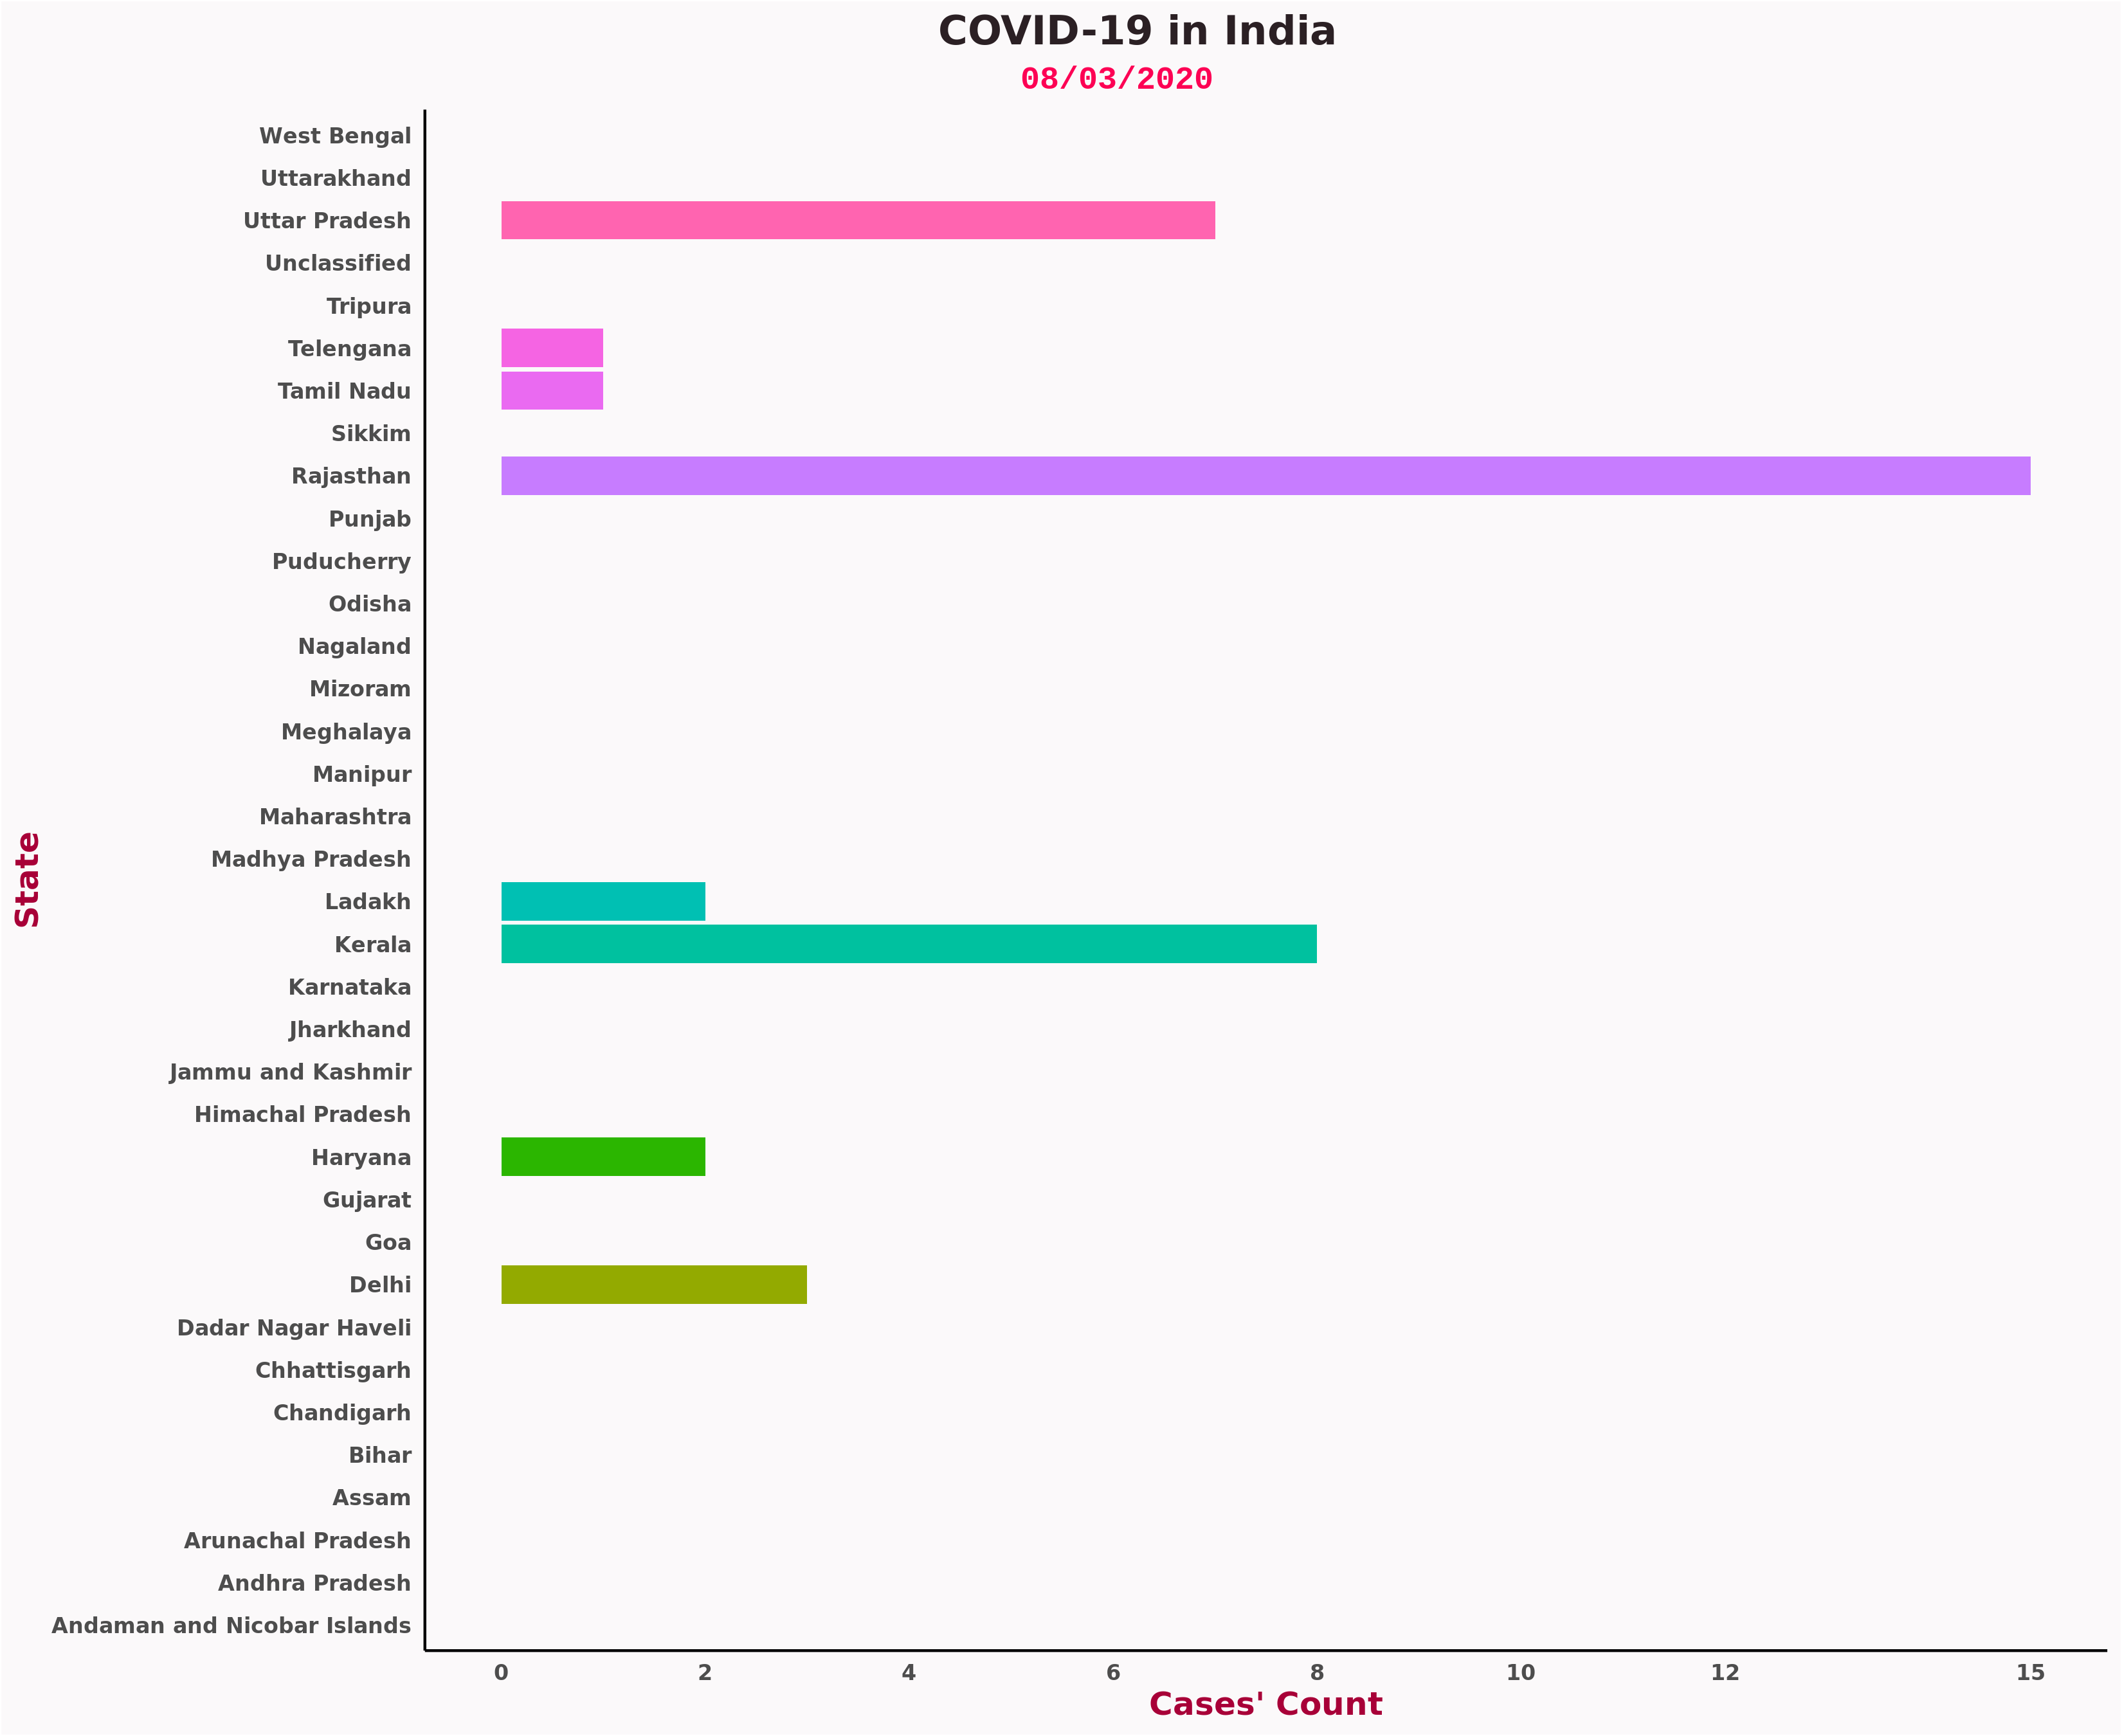 COVID-19 in India
08/03/2020
West Bengal
Uttarakhand
Uttar Pradesh
Unclassified
Tripura
Telengana
Tamil Nadu
Sikkim
Rajasthan
Punjab
Puducherry
Odisha
Nagaland
Mizoram
Meghalaya
Manipur
Maharashtra
Madhya Pradesh
Ladakh
Kerala
Karnataka
Jharkhand
Jammu and Kashmir
Himachal Pradesh
Haryana
Gujarat
Goa
Delhi
Dadar Nagar Haveli
Chhattisgarh
Chandigarh
Bihar
Assam
Arunachal Pradesh
Andhra Pradesh
Andaman and Nicobar Islands
State
0 2 4 6 8 10 12 15
Cases' Count